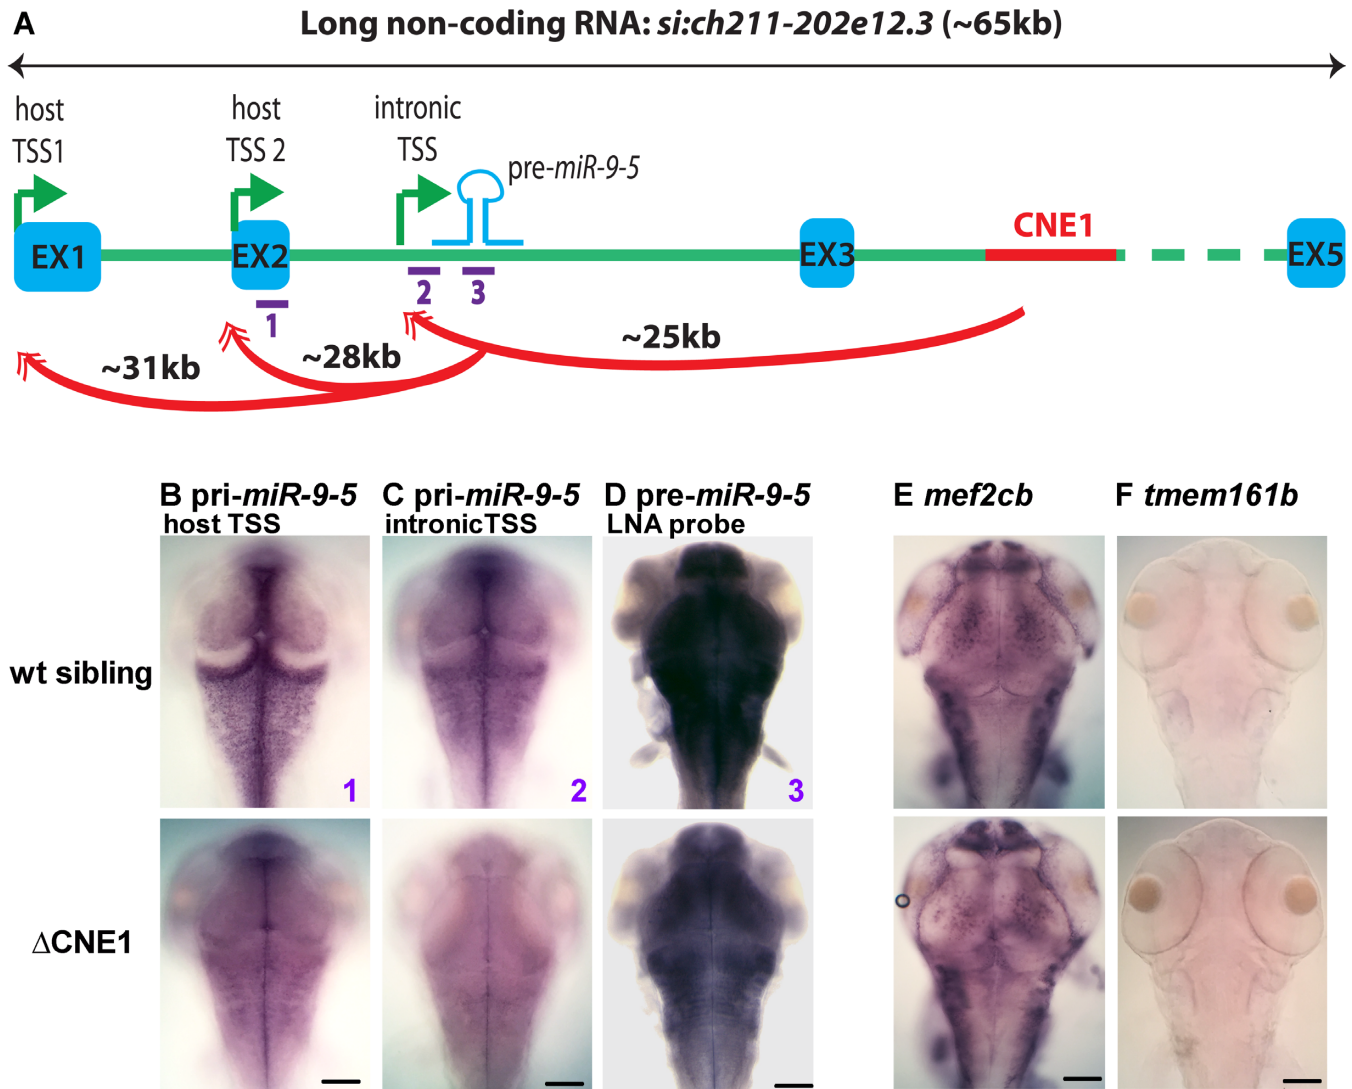 A
Long non-coding RNA: si:ch211-202e12.3 (~65kb)
host
TSS1
host
TSS 2
intronic
TSS
pre-miR-9-5
EX1
EX2
EX3
CNE1
EX5
1
2
3
~31kb
~28kb
~25kb
B pri-miR-9-5
host TSS
C pri-miR-9-5
intronicTSS
D pre-miR-9-5
LNA probe
E mef2cb
F tmem161b
wt sibling
1
2
3
ΔCNE1